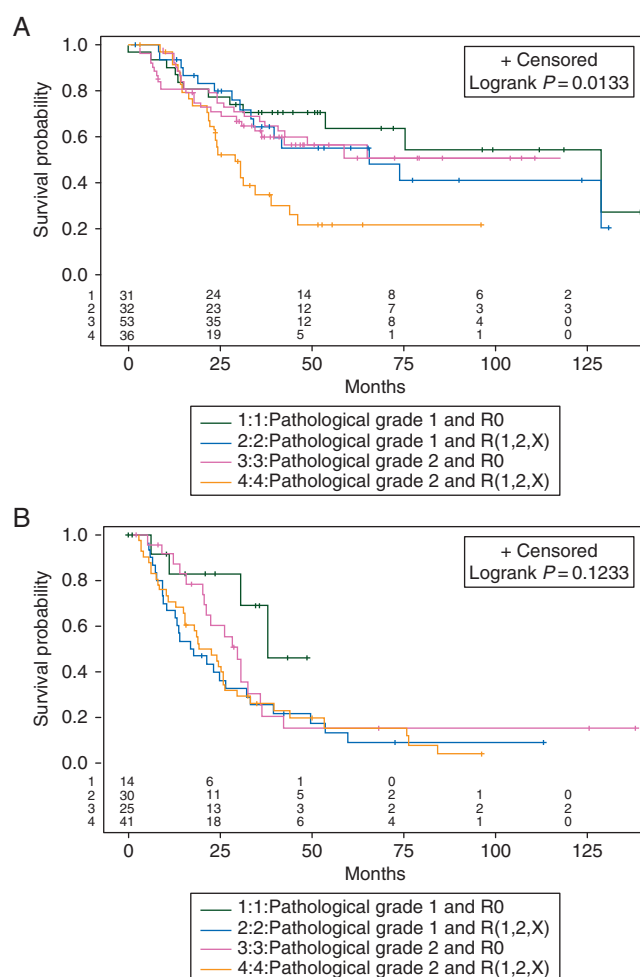 A
+ Censored
Logrank P = 0.0133
Survival probability
1.0
0.8
0.6
0.4
0.2
0.0
1 31 24 14 8 6 2
2 32 23 12 7 3 3
3 53 35 12 8 4 0
4 36 19 5 1 1 0
0 25 50 75 100 125
Months
1:1:Pathological grade 1 and R0
2:2:Pathological grade 1 and R(1,2,X)
3:3:Pathological grade 2 and R0
4:4:Pathological grade 2 and R(1,2,X)
B
+ Censored
Logrank P = 0.1233
Survival probability
1.0
0.8
0.6
0.4
0.2
0.0
1 14 6 1 0
2 30 11 5 2 1 0
3 25 13 3 2 2 2
4 41 18 6 4 1 0
0 25 50 75 100 125
Months
1:1:Pathological grade 1 and R0
2:2:Pathological grade 1 and R(1,2,X)
3:3:Pathological grade 2 and R0
4:4:Pathological grade 2 and R(1,2,X)